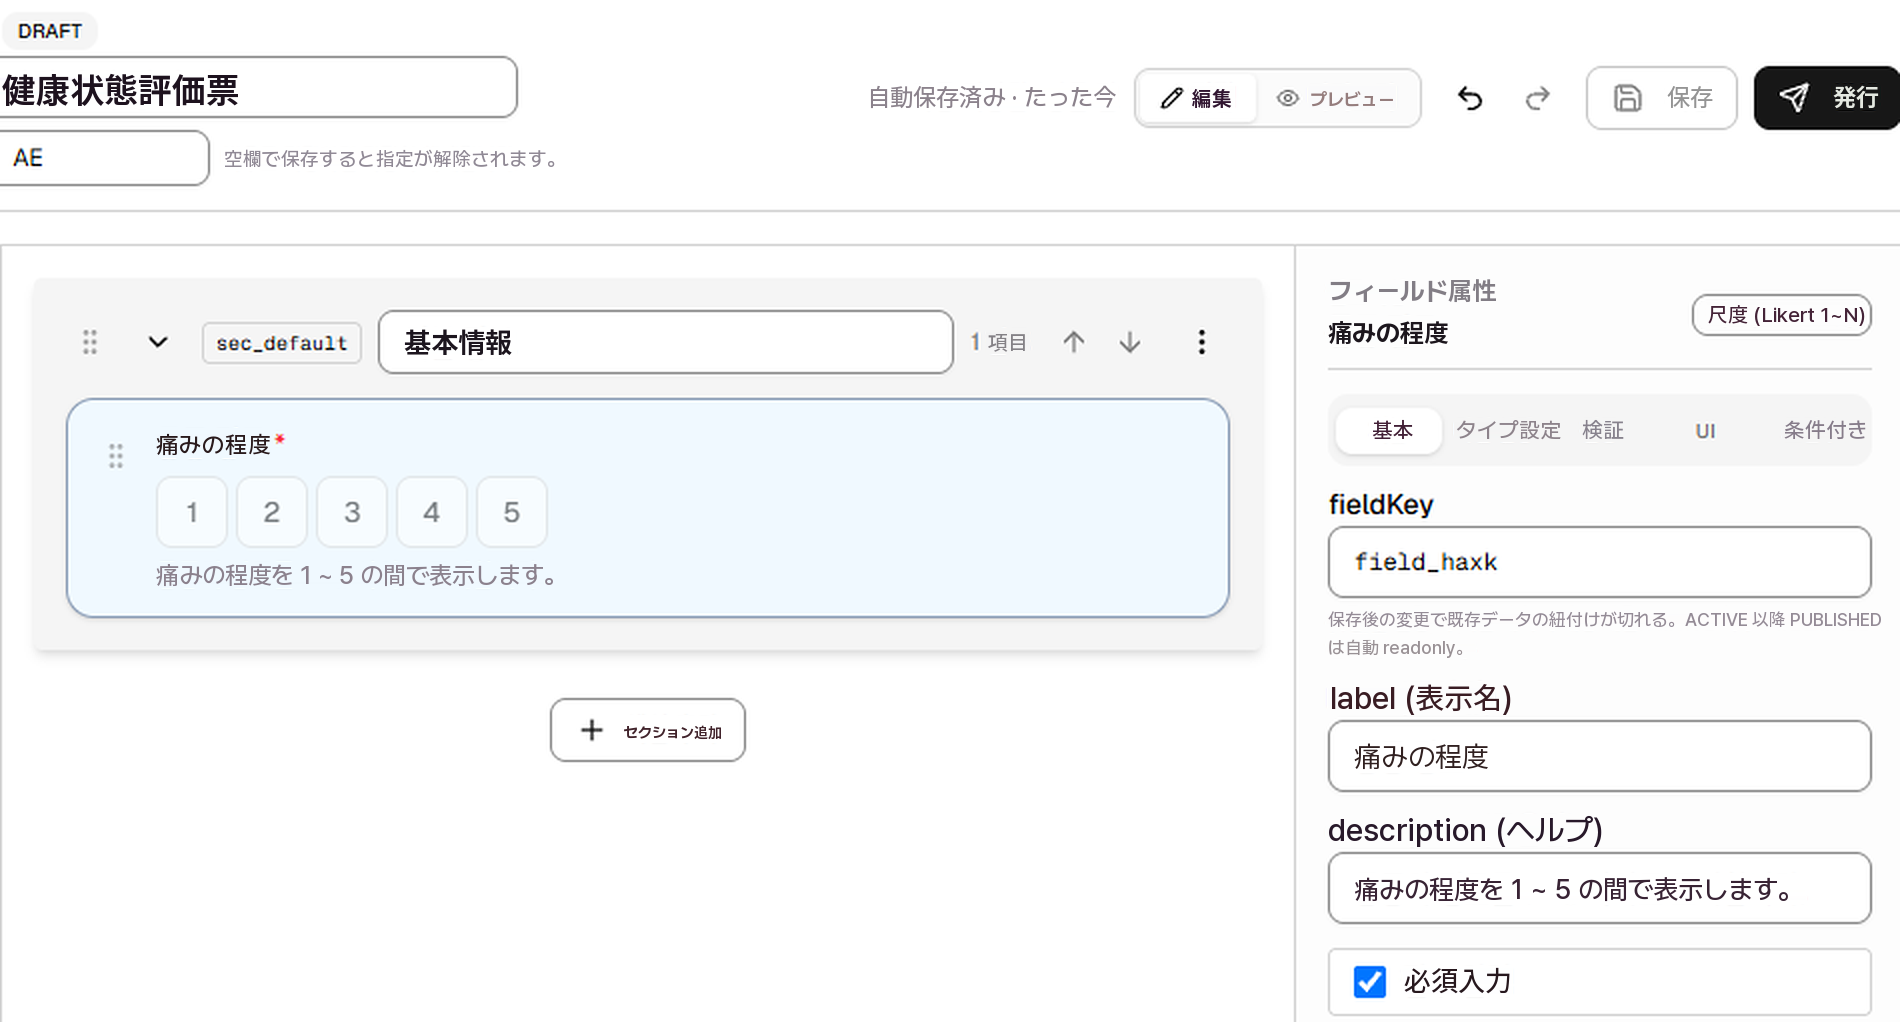 DRAFT
健康状態評価票
自動保存済み · たった今
編集
プレビュー
保存
発行
AE
空欄で保存すると指定が解除されます。
sec_default
基本情報
1 項目
痛みの程度*
1 2 3 4 5
痛みの程度を 1 ~ 5 の間で表示します。
セクション追加
フィールド属性
痛みの程度
尺度 (Likert 1~N)
基本
タイプ設定
検証
UI
条件付き
fieldKey
field_haxk
保存後の変更で既存データの紐付けが切れる。ACTIVE 以降 PUBLISHED
は自動 readonly。
label (表示名)
痛みの程度
description (ヘルプ)
痛みの程度を 1 ~ 5 の間で表示します。
必須入力